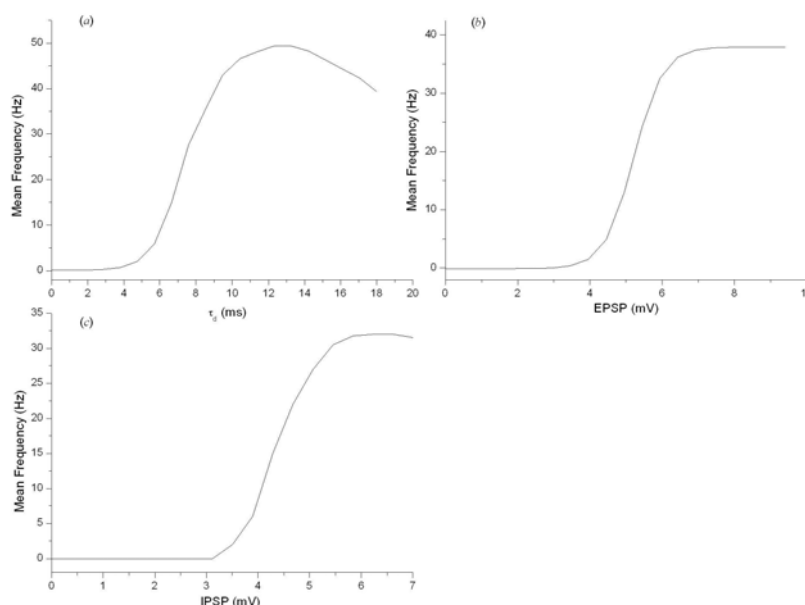 (a)
Mean Frequency (Hz)
50
40
30
20
10
0
0 2 4 6 8 10 12 14 16 18 20
τd (ms)
(b)
Mean Frequency (Hz)
40
30
20
10
0
0 2 4 6 8
EPSP (mV)
(c)
Mean Frequency (Hz)
35
30
25
20
15
10
5
0
0 1 2 3 4 5 6 7
IPSP (mV)